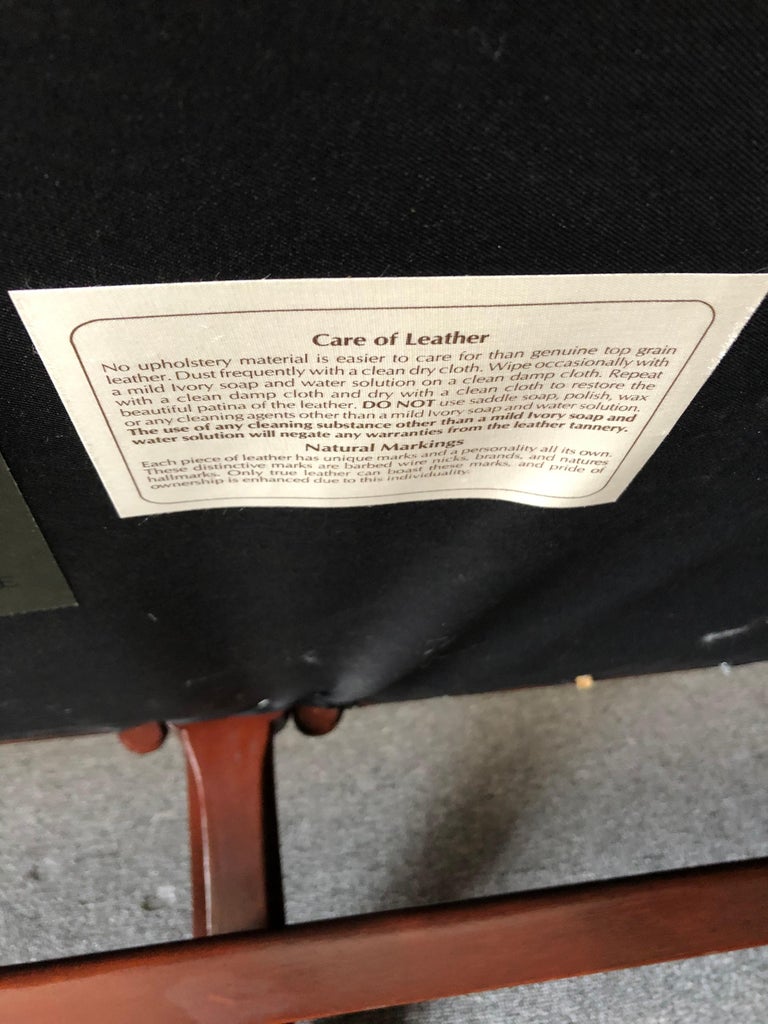 Care of Leather
No upholstery material is easier to care for than genuine top grain
leather. Dust frequently with a clean dry cloth. Wipe occasionally with
a mild Ivory soap and water solution on a clean damp cloth. Repeat
with a clean damp cloth and dry with a clean cloth to restore the
beautiful patina of the leather. DO NOT use saddle soap, polish, wax
or any cleaning agents other than a mild Ivory soap and water solution.
The use of any cleaning substance other than a mild Ivory soap and
water solution will negate any warranties from the leather tannery.
Natural Markings
Each piece of leather has unique marks and a personality all its own.
These distinctive marks are barbed wire nicks, brands, and natures
hallmarks. Only true leather can boast these marks, and pride of
ownership is enhanced due to this individuality.